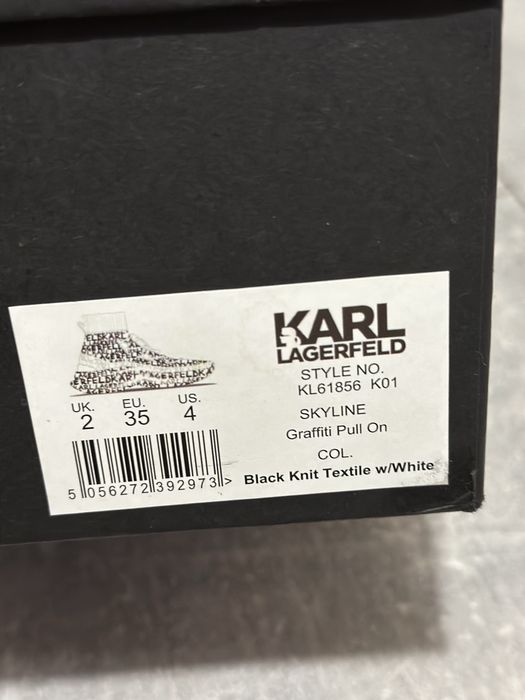 KARL
LAGERFELD
STYLE NO.
KL61856 K01
SKYLINE
Graffiti Pull On
COL.
Black Knit Textile w/White
UK. EU. US.
2 35 4
5 056272 392973 >